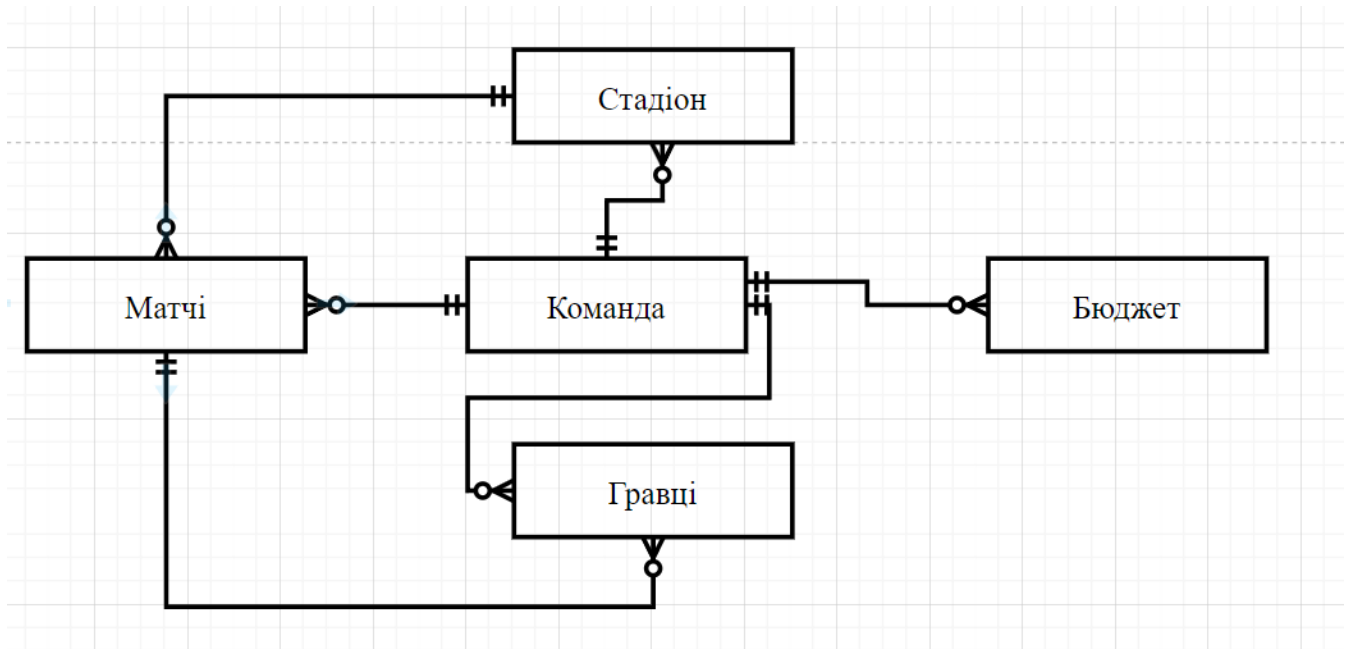 Стадіон
Матчі
Команда
Бюджет
Гравці